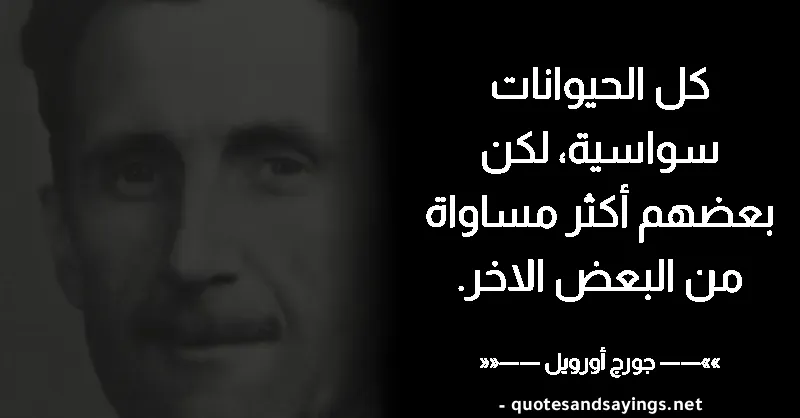 كل الحيوانات
سواسية، لكن
بعضهم أكثر مساواة
من البعض الاخر.
»»—— جورج أورويل ——««
- quotesandsayings.net